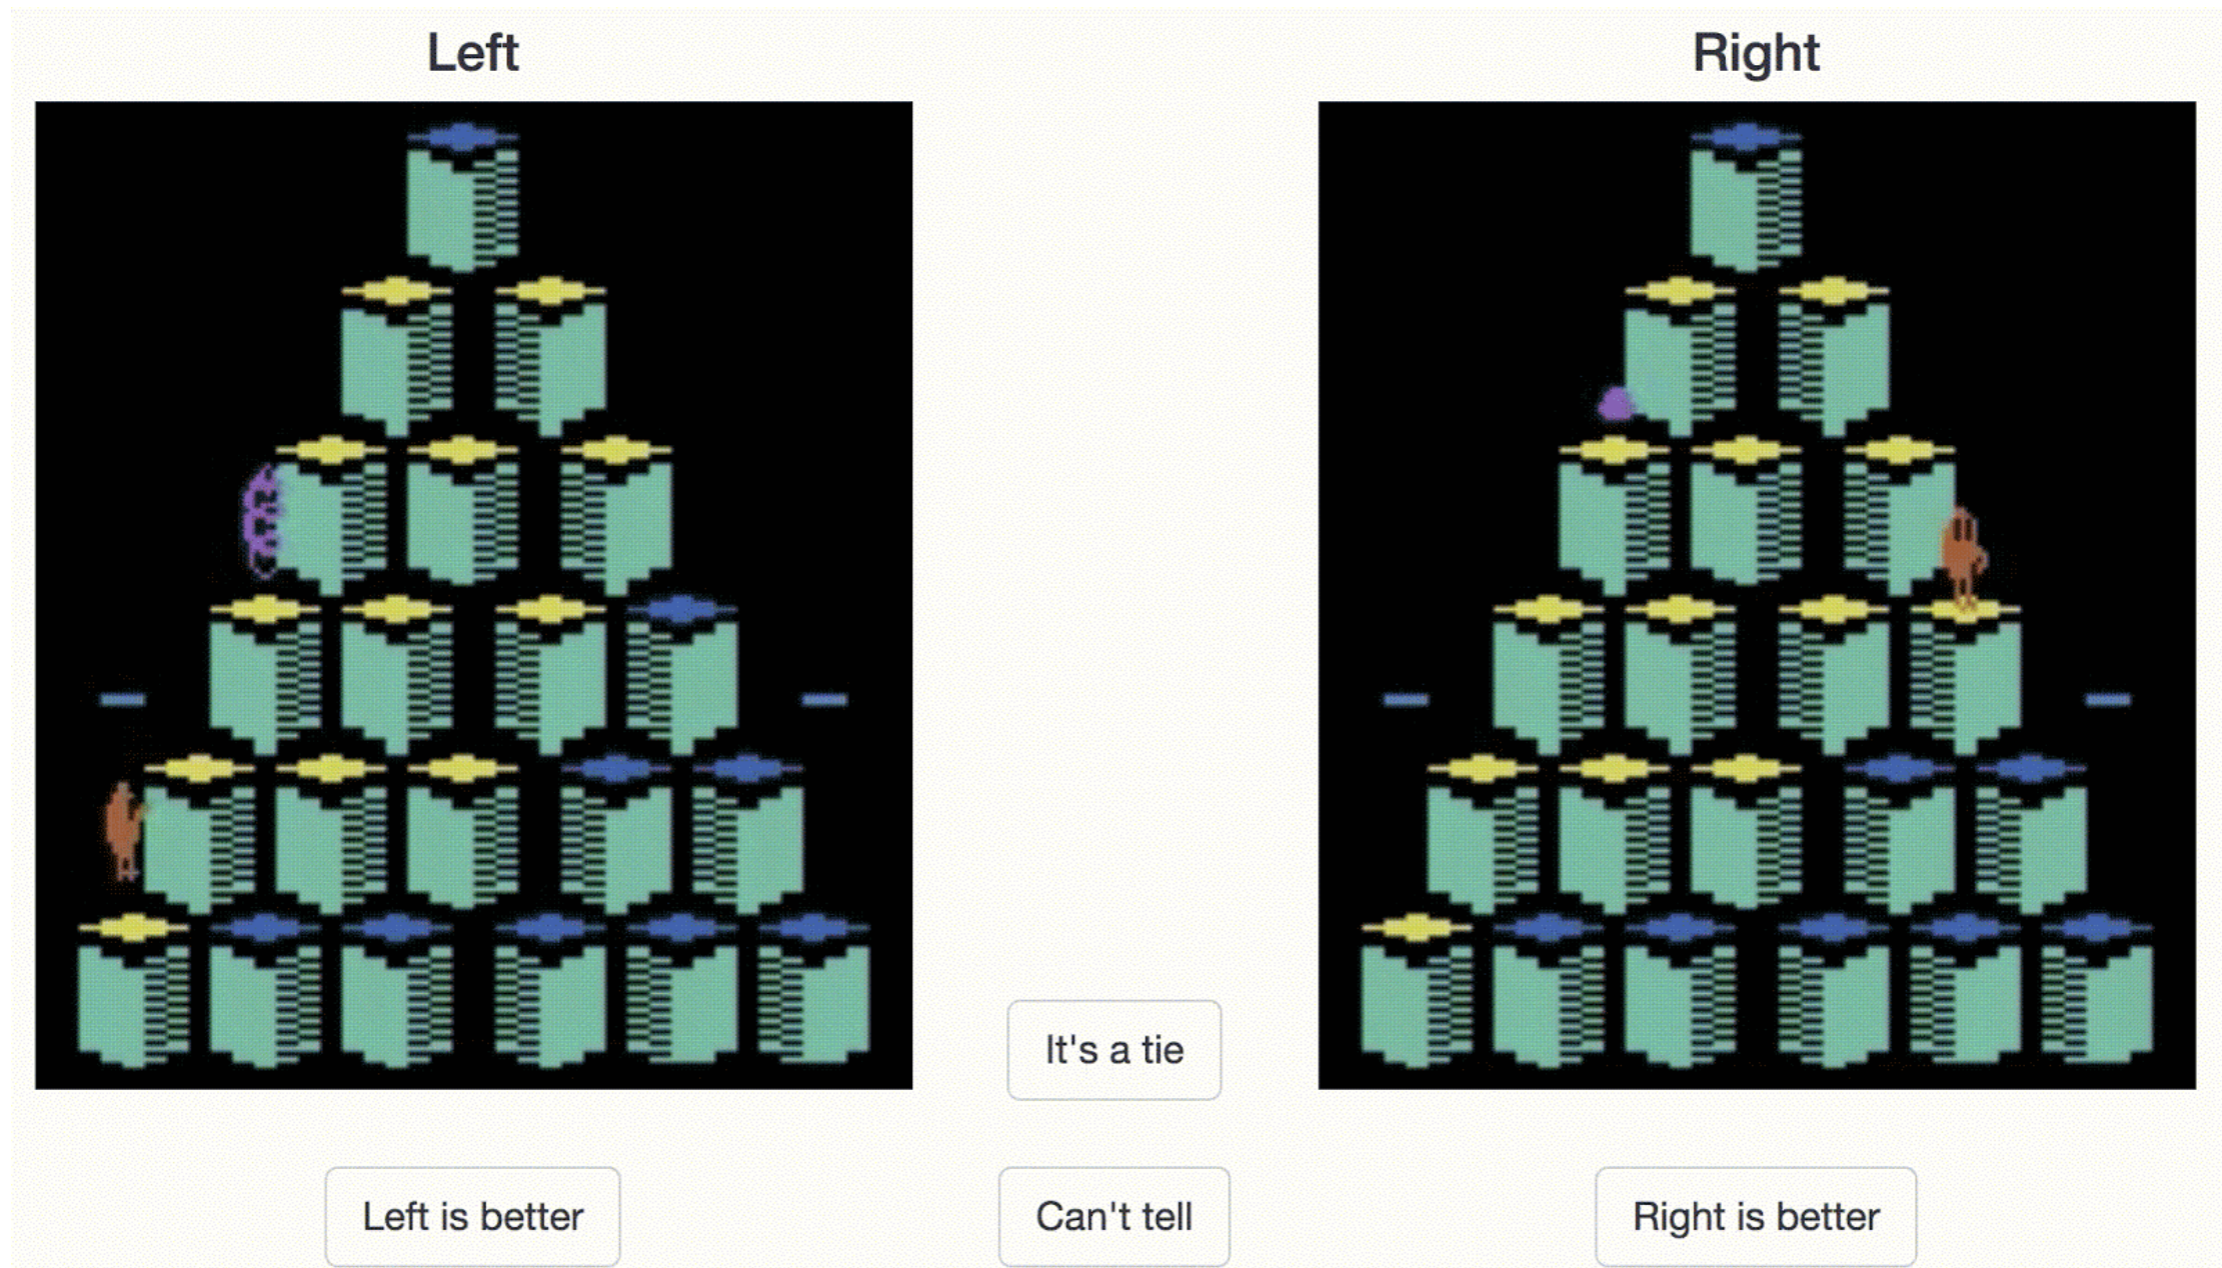 Left
Right
It's a tie
Left is better
Can't tell
Right is better